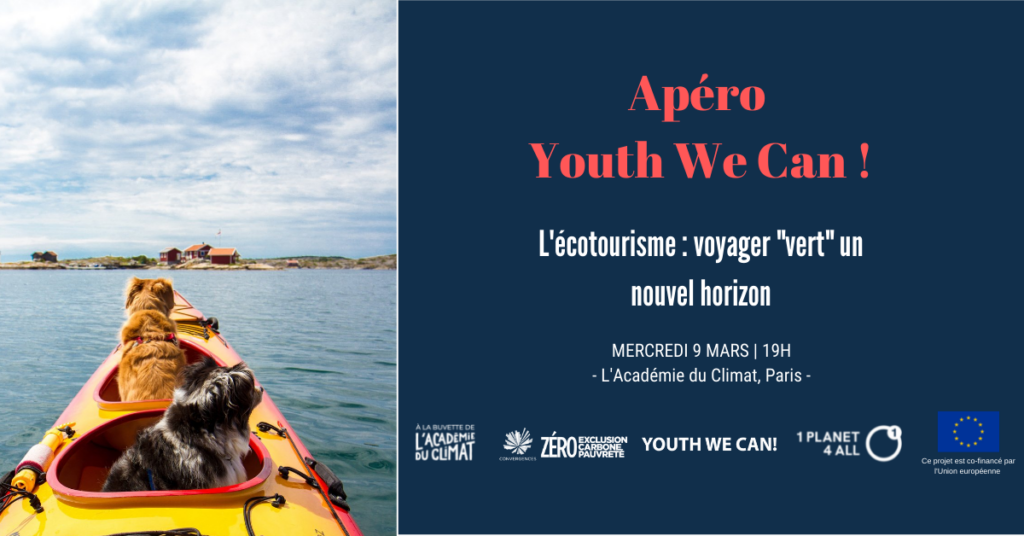 Apéro
Youth We Can !
L'écotourisme : voyager "vert" un
nouvel horizon
MERCREDI 9 MARS | 19H
- L'Académie du Climat, Paris -
À LA BUVETTE DE
L'ACADÉMIE
DU CLIMAT
CONVERGENCES
ZÉRO EXCLUSION
CARBONE
PAUVRETÉ
YOUTH WE CAN!
1 PLANET
4 ALL
Ce projet est co-financé par
l'Union européenne